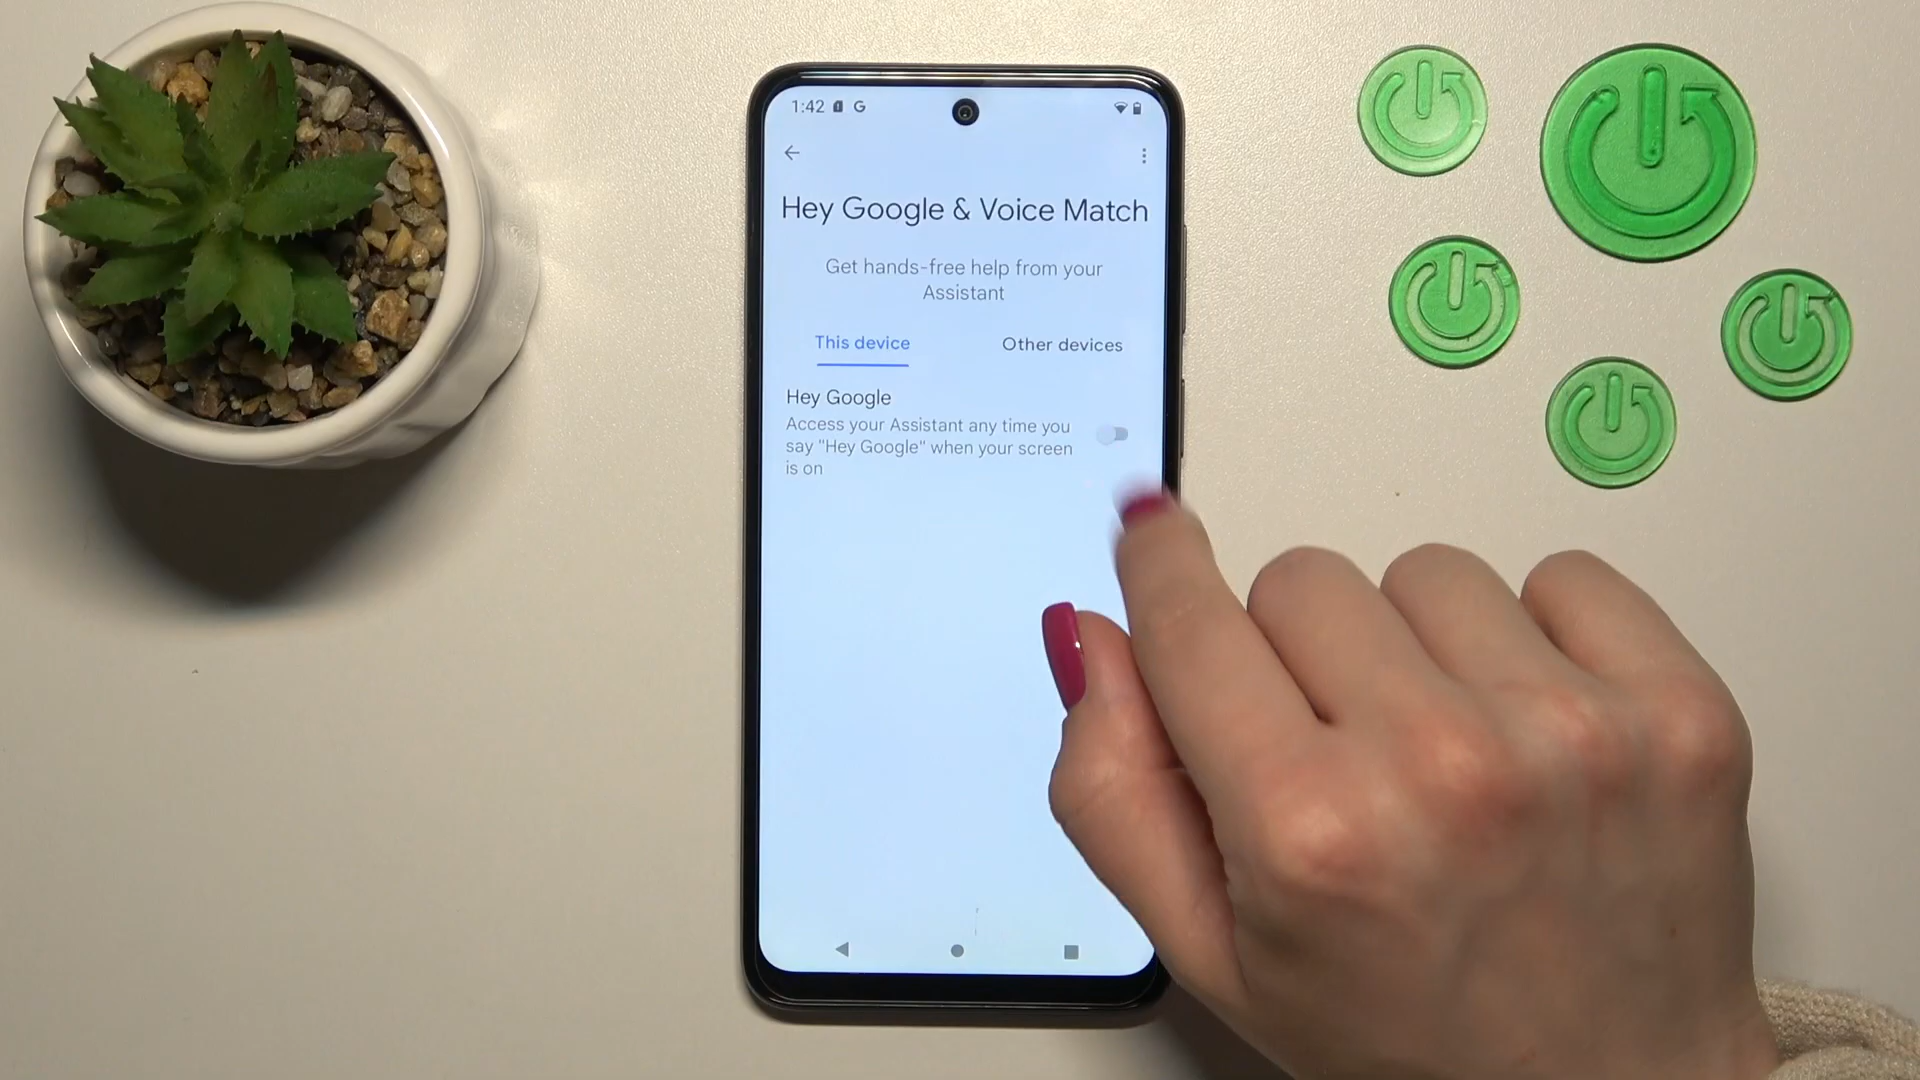 1:42 G
Hey Google & Voice Match
Get hands-free help from your
Assistant
This device
Other devices
Hey Google
Access your Assistant any time you
say "Hey Google" when your screen
is on